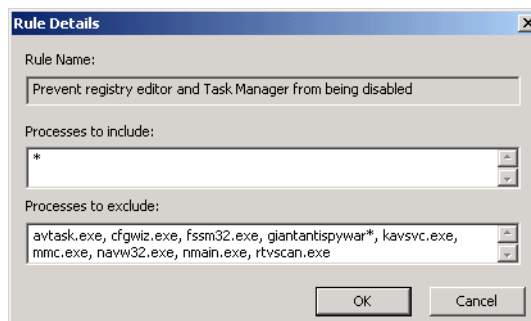 Rule Details
Rule Name:
Prevent registry editor and Task Manager from being disabled
Processes to include:
*
Processes to exclude:
avtask.exe, cfgwiz.exe, fssm32.exe, giantantispywar*, kavsvc.exe,
mmc.exe, navw32.exe, nmain.exe, rtvscan.exe
OK Cancel